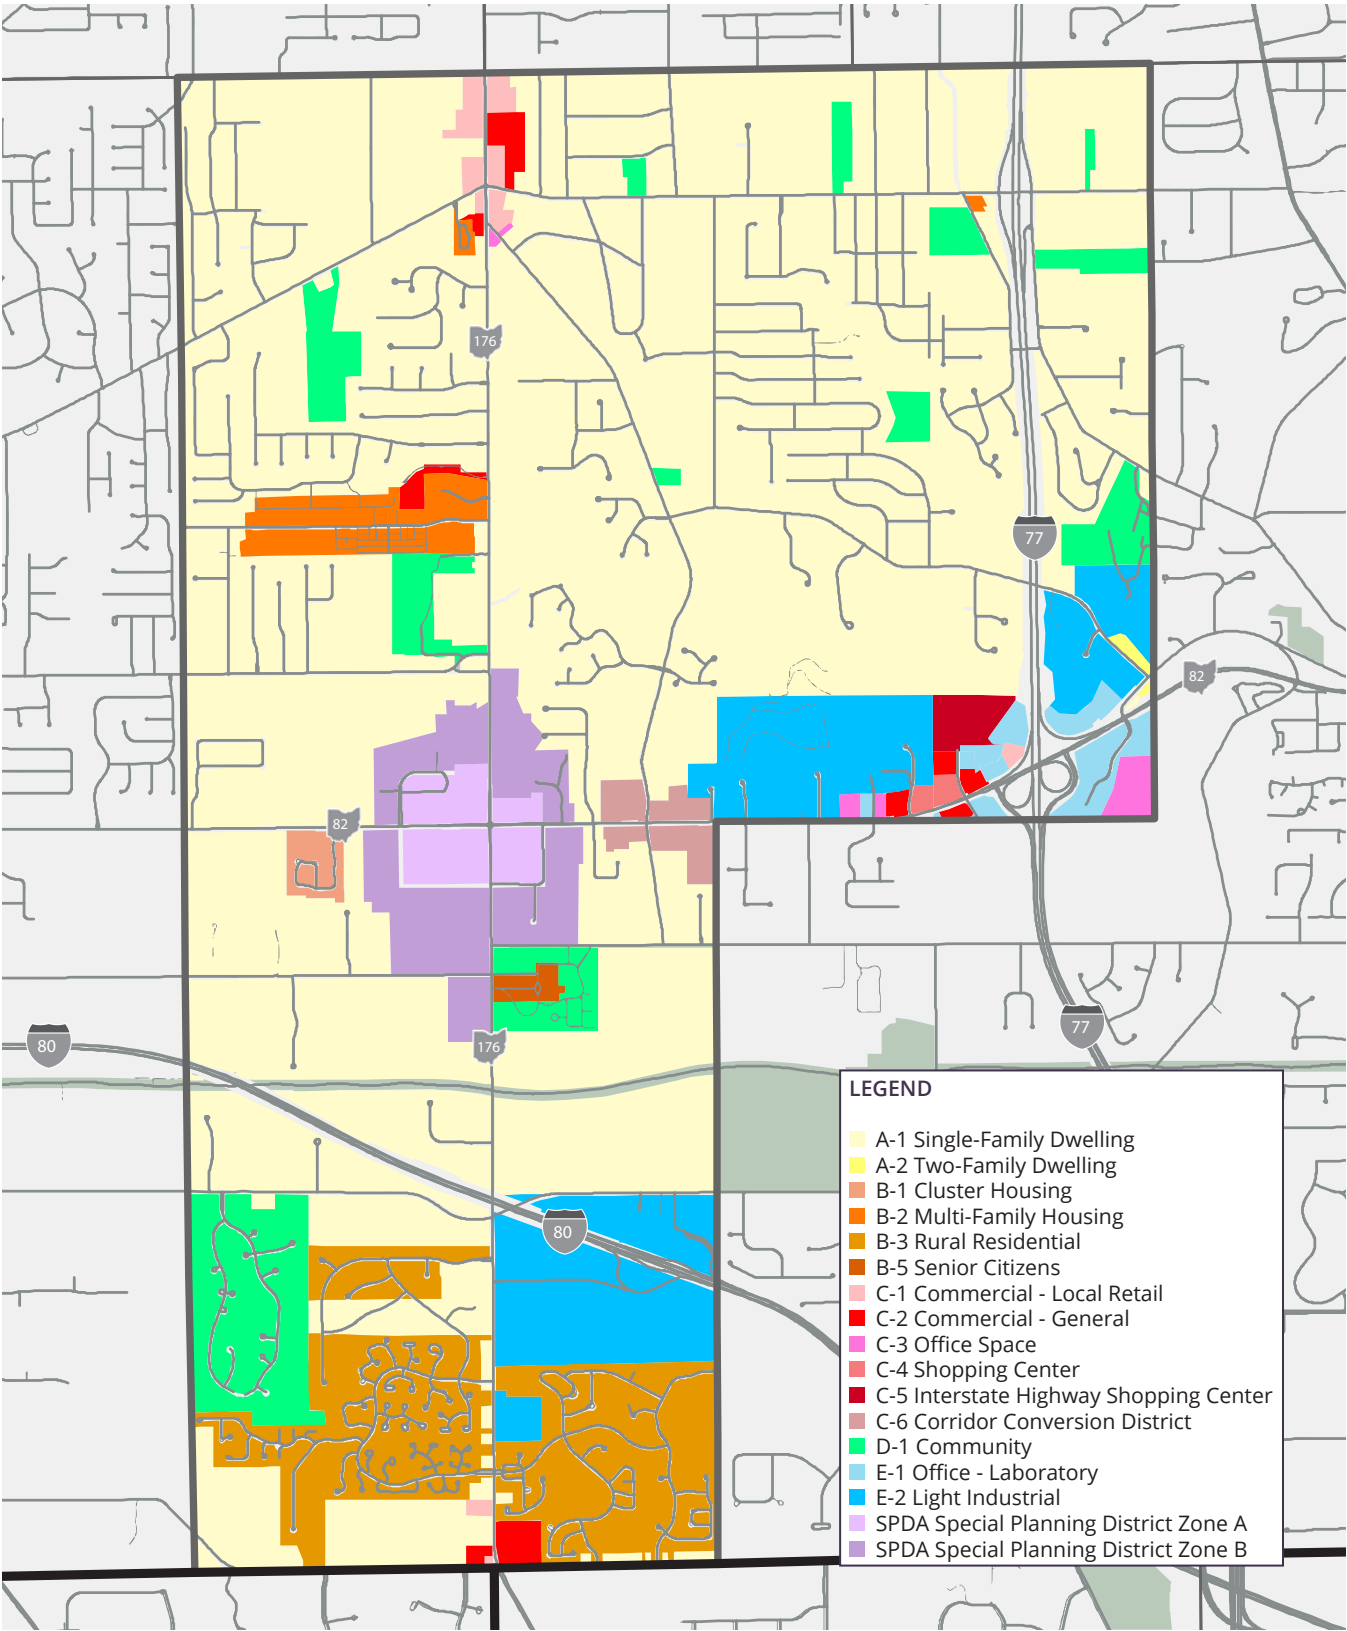 176
77
82
82
80
176
77
80
LEGEND
A-1 Single-Family Dwelling
A-2 Two-Family Dwelling
B-1 Cluster Housing
B-2 Multi-Family Housing
B-3 Rural Residential
B-5 Senior Citizens
C-1 Commercial - Local Retail
C-2 Commercial - General
C-3 Office Space
C-4 Shopping Center
C-5 Interstate Highway Shopping Center
C-6 Corridor Conversion District
D-1 Community
E-1 Office - Laboratory
E-2 Light Industrial
SPDA Special Planning District Zone A
SPDA Special Planning District Zone B